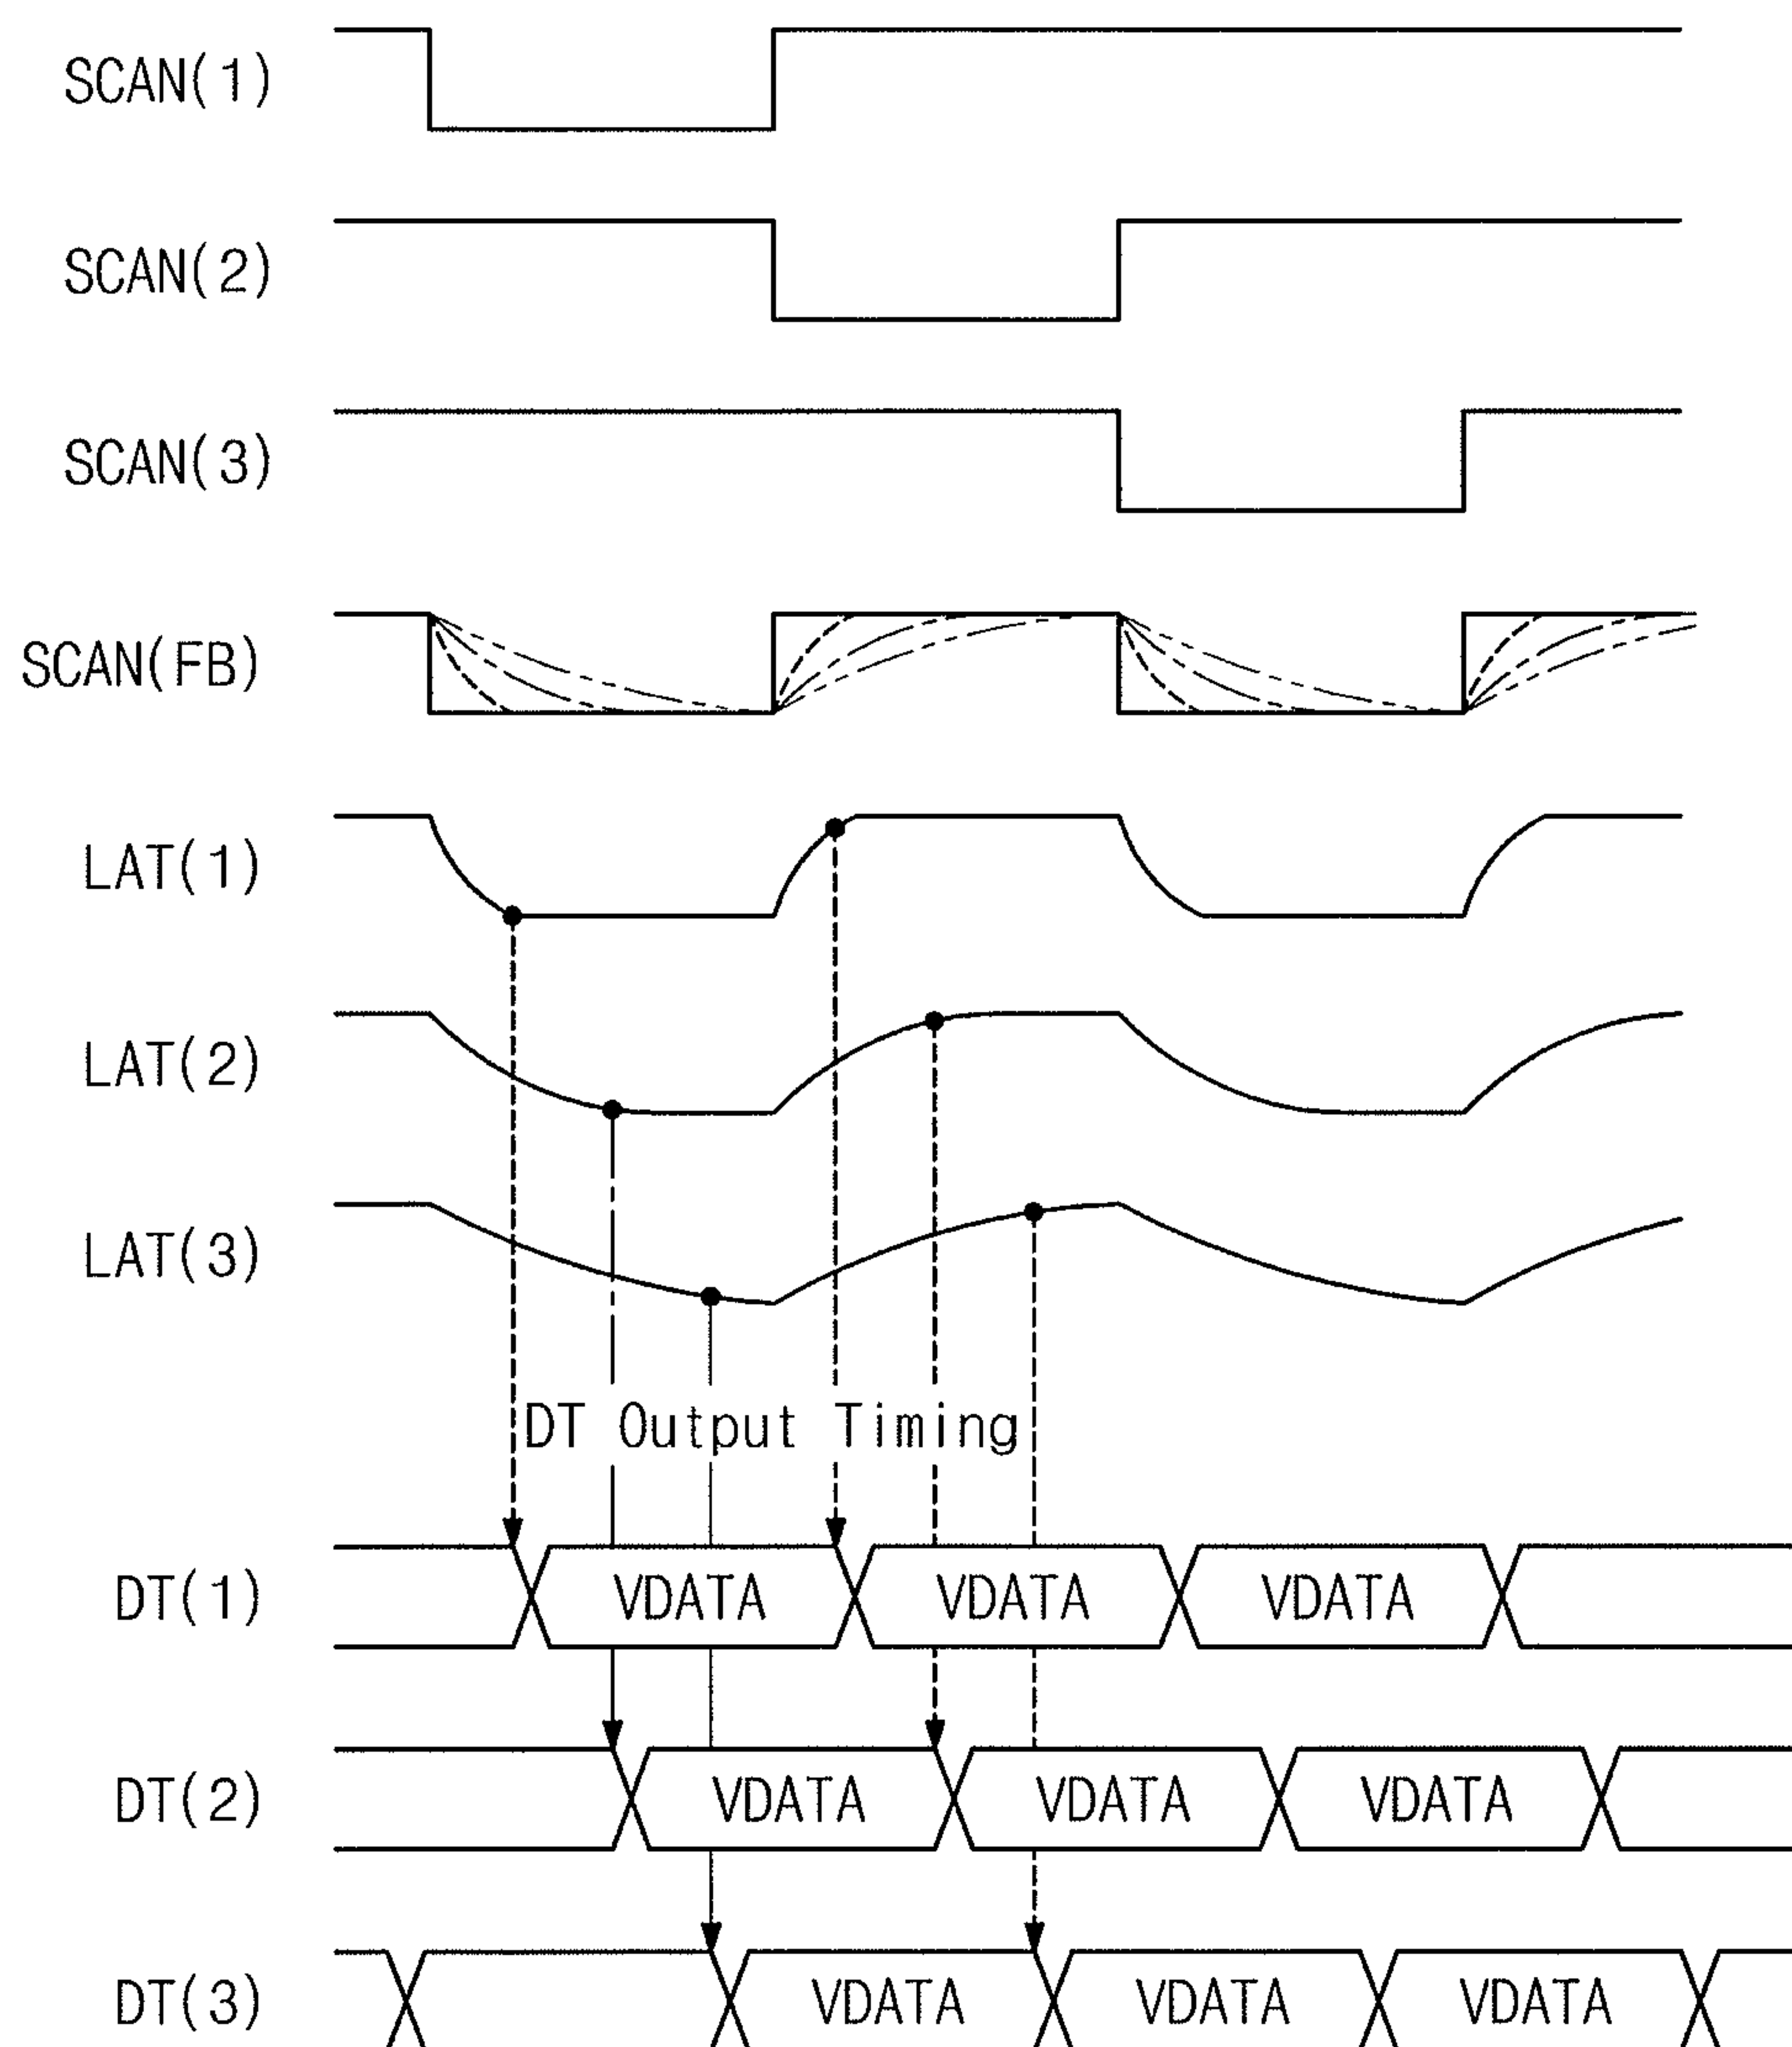 SCAN(1)
SCAN(2)
SCAN(3)
SCAN(FB)
LAT(1)
LAT(2)
LAT(3)
DT Output Timing
DT(1) VDATA VDATA VDATA
DT(2) VDATA VDATA VDATA
DT(3) VDATA VDATA VDATA